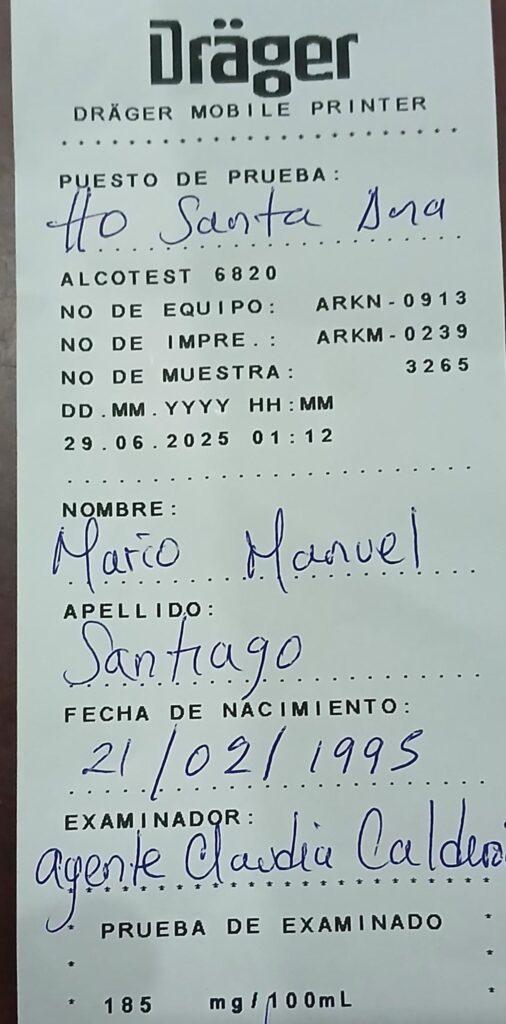 Dräger
DRÄGER MOBILE PRINTER
PUESTO DE PRUEBA:
Santa Ana
ALCOTEST 6820
NO DE EQUIPO: ARKN-0913
NO DE IMPRE.: ARKM-0239
NO DE MUESTRA: 3265
DD.MM.YYYY HH:MM
29.06.2025 01:12
NOMBRE:
Mario Manuel
APELLIDO:
Santiago
FECHA DE NACIMIENTO:
21/02/1995
EXAMINADOR:
agente Claudia
PRUEBA DE EXAMINADO
185 mg/100mL